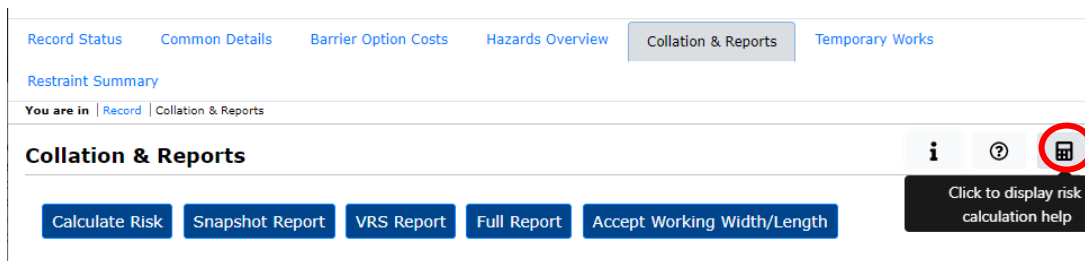 Record Status Common Details Barrier Option Costs Hazards Overview Collation & Reports Temporary Works
Restraint Summary
You are in | Record | Collation & Reports
Collation & Reports
Click to display risk
calculation help
Calculate Risk Snapshot Report VRS Report Full Report Accept Working Width/Length